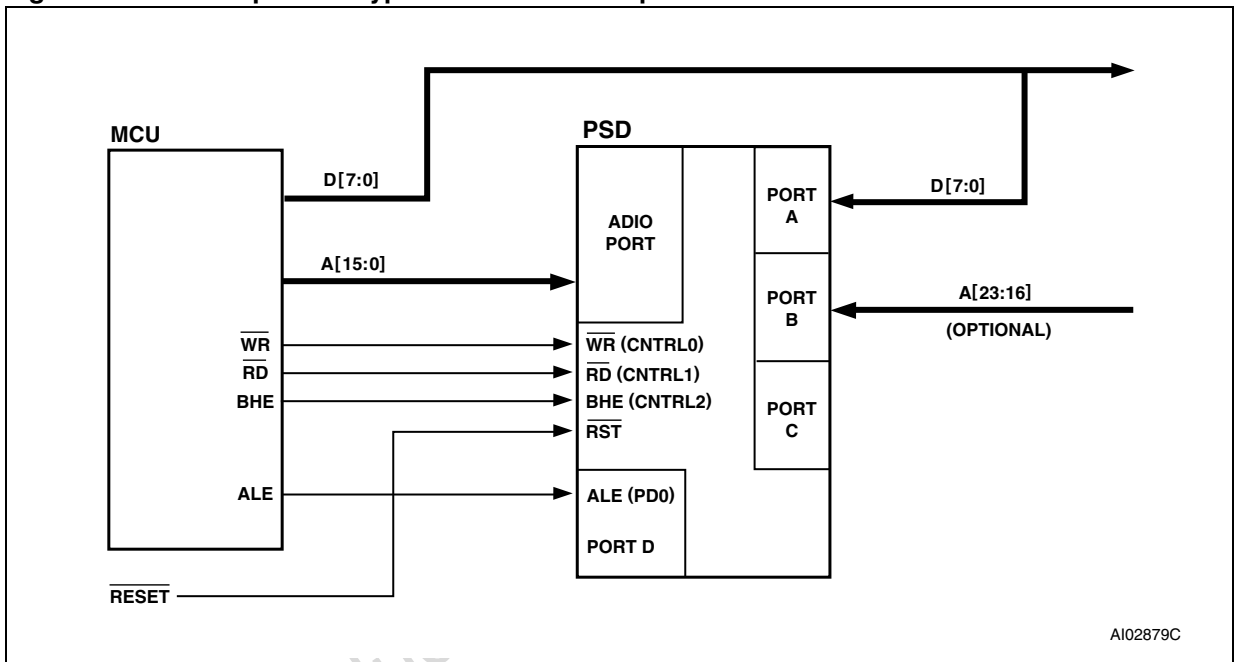 MCU
PSD
D[7:0]
D[7:0]
PORT
A
ADIO
PORT
A[15:0]
A[23:16]
PORT
B
(OPTIONAL)
WR
WR (CNTRL0)
RD
RD (CNTRL1)
BHE
BHE (CNTRL2)
PORT
C
RST
ALE
ALE (PD0)
PORT D
RESET
AI02879C